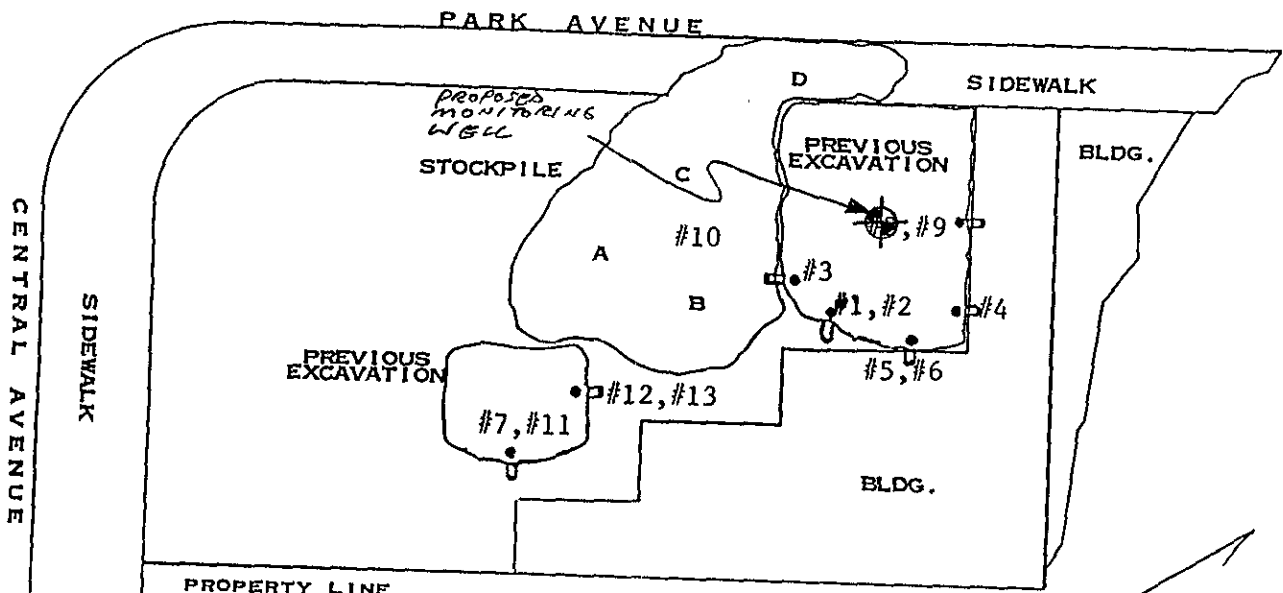 PARK AVENUE
D
SIDEWALK
PROPOSED
MONITORING
WELL
PREVIOUS
EXCAVATION
BLDG.
STOCKPILE
C
CENTRAL AVENUE
SIDEWALK
#10
, #9
A
B
#3
#1, #2
#4
PREVIOUS
EXCAVATION
#5, #6
#12, #13
#7, #11
BLDG.
PROPERTY LINE